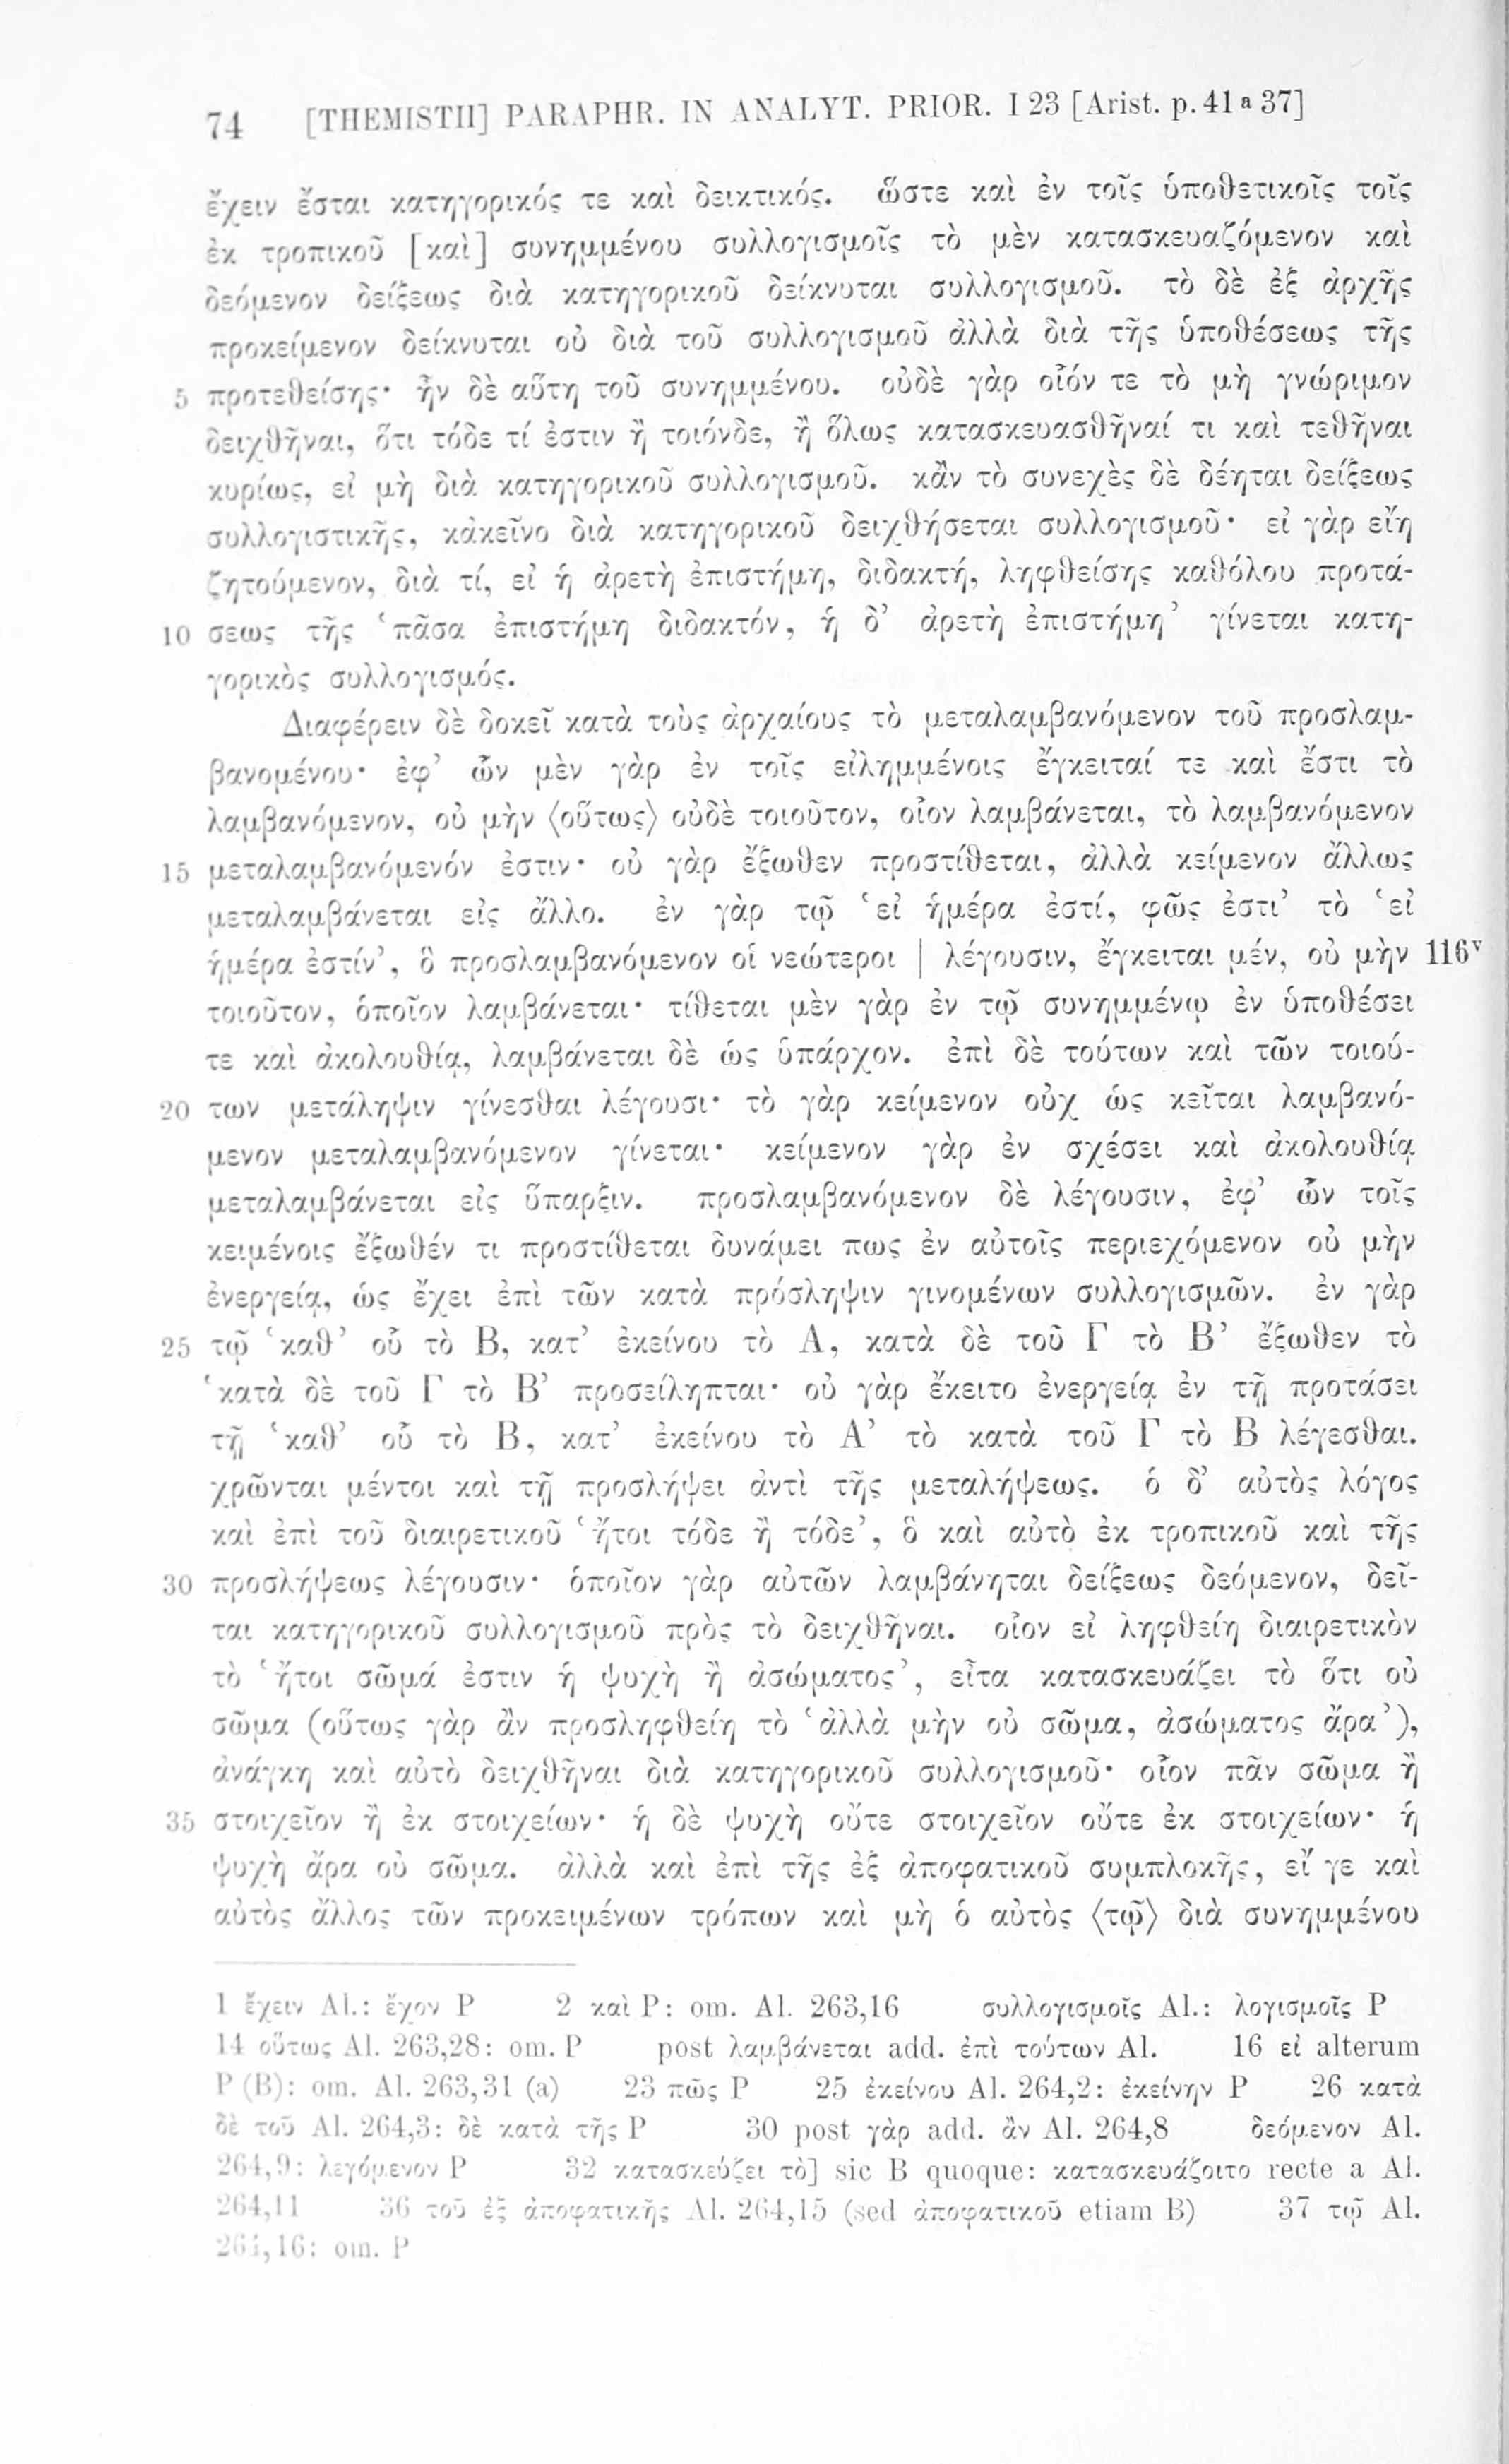 74 [THEMISTII] PARAPHR. IN ANALYT. PRIOR. I 23 [Arist. p. 41 a 37]
ἔχειν ἔσται κατηγορικός τε καὶ δεικτικός. ὥστε καὶ ἐν τοῖς ὑποθετικοῖς τοῖς
ἐκ τροπικοῦ [καὶ] συνημμένου συλλογισμοῖς τὸ μὲν κατασκευαζόμενον καὶ
δεόμενον δείξεως διὰ κατηγορικοῦ δείκνυται συλλογισμοῦ. τὸ δὲ ἐξ ἀρχῆς
προκείμενον δείκνυται οὐ διὰ τοῦ συλλογισμοῦ ἀλλὰ διὰ τῆς ὑποθέσεως τῆς
5 προτεθείσης· ἦν δὲ αὕτη τοῦ συνημμένου. οὐδὲ γὰρ οἷόν τε τὸ μὴ γνώριμον
δειχθῆναι, ὅτι τόδε τί ἐστιν ἢ τοιόνδε, ἢ ὅλως κατασκευασθῆναί τι καὶ τεθῆναι
κυρίως, εἰ μὴ διὰ κατηγορικοῦ συλλογισμοῦ. κἂν τὸ συνεχὲς δὲ δέηται δείξεως
συλλογιστικῆς, κἀκεῖνο διὰ κατηγορικοῦ δειχθήσεται συλλογισμοῦ· εἰ γὰρ εἴη
ζητούμενον, διὰ τί, εἰ ἡ ἀρετὴ ἐπιστήμη, διδακτή, ληφθείσης καθόλου προτά-
10 σεως τῆς ‘πᾶσα ἐπιστήμη διδακτόν, ἡ δ’ ἀρετὴ ἐπιστήμη’ γίνεται κατη-
γορικὸς συλλογισμός.
Διαφέρειν δὲ δοκεῖ κατὰ τοὺς ἀρχαίους τὸ μεταλαμβανόμενον τοῦ προσλαμ-
βανομένου· ἐφ’ ὧν μὲν γὰρ ἐν τοῖς εἰλημμένοις ἔγκειταί τε καὶ ἔστι τὸ
λαμβανόμενον, οὐ μὴν ⟨οὕτως⟩ οὐδὲ τοιοῦτον, οἷον λαμβάνεται, τὸ λαμβανόμενον
15 μεταλαμβανόμενόν ἐστιν· οὐ γὰρ ἔξωθεν προστίθεται, ἀλλὰ κείμενον ἄλλως
μεταλαμβάνεται εἰς ἄλλο. ἐν γὰρ τῷ ‘εἰ ἡμέρα ἐστί, φῶς ἐστι’ τὸ ‘εἰ
ἡμέρα ἐστίν’, ὃ προσλαμβανόμενον οἱ νεώτεροι | λέγουσιν, ἔγκειται μέν, οὐ μὴν 116ᵛ
τοιοῦτον, ὁποῖον λαμβάνεται· τίθεται μὲν γὰρ ἐν τῷ συνημμένῳ ἐν ὑποθέσει
τε καὶ ἀκολουθίᾳ, λαμβάνεται δὲ ὡς ὑπάρχον. ἐπὶ δὲ τούτων καὶ τῶν τοιού-
20 των μετάληψιν γίνεσθαι λέγουσι· τὸ γὰρ κείμενον οὐχ ὡς κεῖται λαμβανό-
μενον μεταλαμβανόμενον γίνεται· κείμενον γὰρ ἐν σχέσει καὶ ἀκολουθίᾳ
μεταλαμβάνεται εἰς ὕπαρξιν. προσλαμβανόμενον δὲ λέγουσιν, ἐφ’ ὧν τοῖς
κειμένοις ἔξωθέν τι προστίθεται δυνάμει πως ἐν αὐτοῖς περιεχόμενον οὐ μὴν
ἐνεργείᾳ, ὡς ἔχει ἐπὶ τῶν κατὰ πρόσληψιν γινομένων συλλογισμῶν. ἐν γὰρ
25 τῷ ‘καθ’ οὗ τὸ Β, κατ’ ἐκείνου τὸ Α, κατὰ δὲ τοῦ Γ τὸ Β’ ἔξωθεν τὸ
‘κατὰ δὲ τοῦ Γ τὸ Β’ προσείληπται· οὐ γὰρ ἔκειτο ἐνεργείᾳ ἐν τῇ προτάσει
τῇ ‘καθ’ οὗ τὸ Β, κατ’ ἐκείνου τὸ Α’ τὸ κατὰ τοῦ Γ τὸ Β λέγεσθαι.
χρῶνται μέντοι καὶ τῇ προσλήψει ἀντὶ τῆς μεταλήψεως. ὁ δ’ αὐτὸς λόγος
καὶ ἐπὶ τοῦ διαιρετικοῦ ‘ἤτοι τόδε ἢ τόδε’, ὃ καὶ αὐτὸ ἐκ τροπικοῦ καὶ τῆς
30 προσλήψεως λέγουσιν· ὁποῖον γὰρ αὐτῶν λαμβάνηται δείξεως δεόμενον, δεῖ-
ται κατηγορικοῦ συλλογισμοῦ πρὸς τὸ δειχθῆναι. οἷον εἰ ληφθείη διαιρετικὸν
τὸ ‘ἤτοι σῶμά ἐστιν ἡ ψυχὴ ἢ ἀσώματος’, εἶτα κατασκευάζει τὸ ὅτι οὐ
σῶμα (οὕτως γὰρ ἂν προσληφθείη τὸ ‘ἀλλὰ μὴν οὐ σῶμα, ἀσώματος ἄρα’),
ἀνάγκη καὶ αὐτὸ δειχθῆναι διὰ κατηγορικοῦ συλλογισμοῦ· οἷον πᾶν σῶμα ἢ
35 στοιχεῖον ἢ ἐκ στοιχείων· ἡ δὲ ψυχὴ οὔτε στοιχεῖον οὔτε ἐκ στοιχείων· ἡ
ψυχὴ ἄρα οὐ σῶμα. ἀλλὰ καὶ ἐπὶ τῆς ἐξ ἀποφατικοῦ συμπλοκῆς, εἴ γε καὶ
αὐτὸς ἄλλος τῶν προκειμένων τρόπων καὶ μὴ ὁ αὐτὸς ⟨τῷ⟩ διὰ συνημμένου
1 ἔχειν Al.: ἔχον P 2 καὶ P: om. Al. 263,16 συλλογισμοῖς Al.: λογισμοῖς P
14 οὕτως Al. 263,28: om. P post λαμβάνεται add. ἐπὶ τούτων Al. 16 εἰ alterum
P (B): om. Al. 263,31 (a) 23 πῶς P 25 ἐκείνου Al. 264,2: ἐκείνην P 26 κατὰ
δὲ τοῦ Al. 264,3: δὲ κατὰ τῆς P 30 post γὰρ add. ἂν Al. 264,8 δεόμενον Al.
264,9: λεγόμενον P 32 κατασκεύζει τὸ] sic B quoque: κατασκευάζοιτο recte a Al.
264,11 36 τοῦ ἐξ ἀποφατικῆς Al. 264,15 (sed ἀποφατικοῦ etiam B) 37 τῷ Al.
264,16: om. P